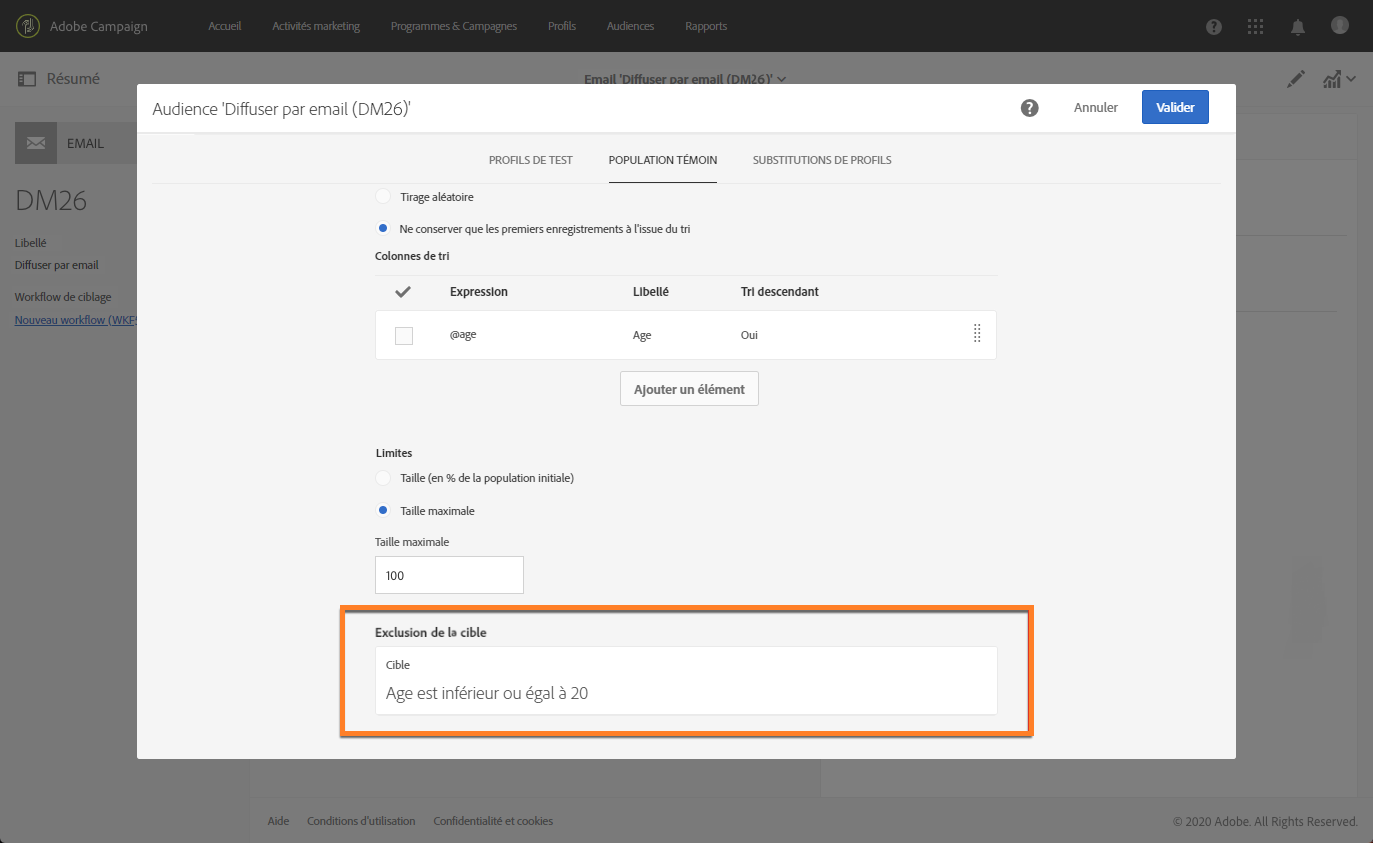 Adobe Campaign
Accueil
Activités marketing
Programmes & Campagnes
Profils
Audiences
Rapports
Résumé
Email 'Diffuser par email (DM26)'
Audience 'Diffuser par email (DM26)'
Annuler
Valider
EMAIL
PROFILS DE TEST
POPULATION TÉMOIN
SUBSTITUTIONS DE PROFILS
DM26
Libellé
Diffuser par email
Workflow de ciblage
Nouveau workflow (WKF
Tirage aléatoire
Ne conserver que les premiers enregistrements à l'issue du tri
Colonnes de tri
Expression
Libellé
Tri descendant
@age
Age
Oui
Ajouter un élément
Limites
Taille (en % de la population initiale)
Taille maximale
Taille maximale
100
Exclusion de la cible
Cible
Age est inférieur ou égal à 20
Aide
Conditions d'utilisation
Confidentialité et cookies
© 2020 Adobe. All Rights Reserved.